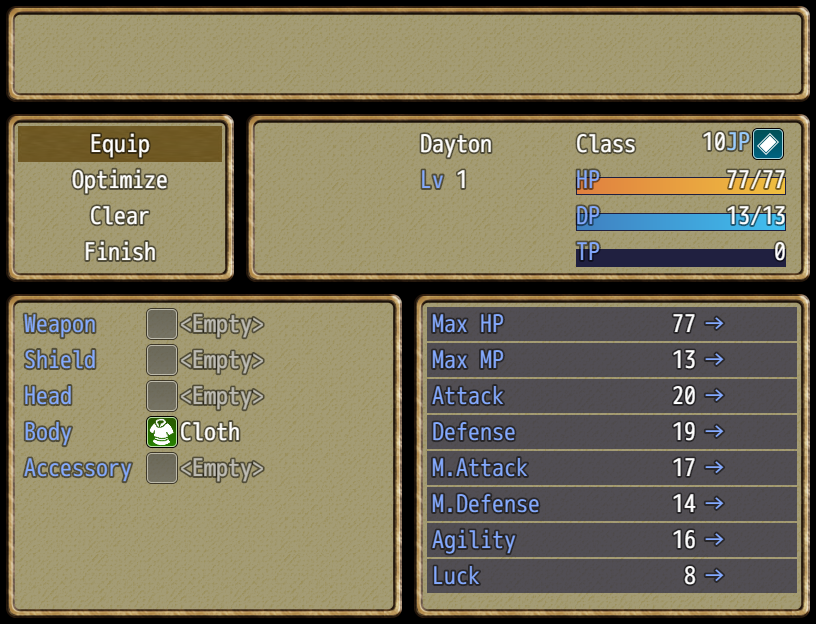 Equip
Optimize
Clear
Finish
Dayton Class 10JP
Lv 1 HP 77/77
DP 13/13
TP 0
Weapon <Empty>
Shield <Empty>
Head <Empty>
Body Cloth
Accessory <Empty>
Max HP 77 →
Max MP 13 →
Attack 20 →
Defense 19 →
M.Attack 17 →
M.Defense 14 →
Agility 16 →
Luck 8 →